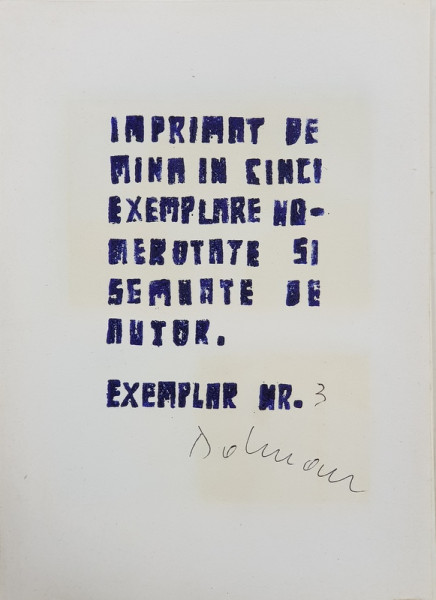 IMPRIMAT DE
MINA IN CINCI
EXEMPLARE NU-
MEROTATE SI
SEMNATE DE
AUTOR.
EXEMPLAR NR. 3